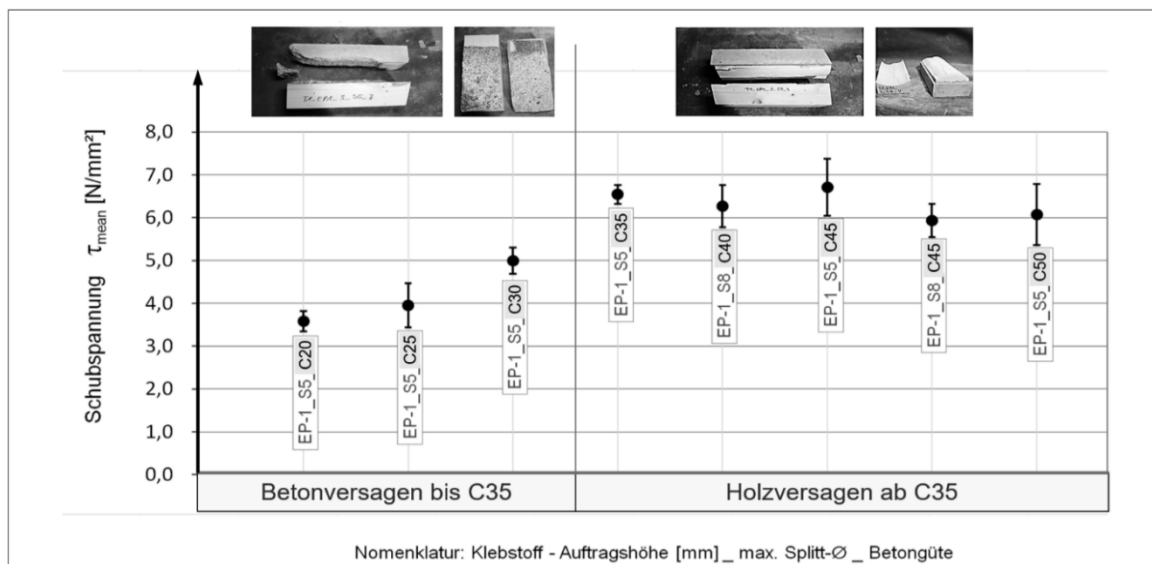 Schubspannung τmean [N/mm²]
8,0
7,0
6,0
5,0
4,0
3,0
2,0
1,0
0,0
EP-1_S5_C20
EP-1_S5_C25
EP-1_S5_C30
EP-1_S5_C35
EP-1_S8_C40
EP-1_S5_C45
EP-1_S8_C45
EP-1_S5_C50
Betonversagen bis C35
Holzversagen ab C35
Nomenklatur: Klebstoff - Auftragshöhe [mm] _ max. Splitt-Ø _ Betongüte